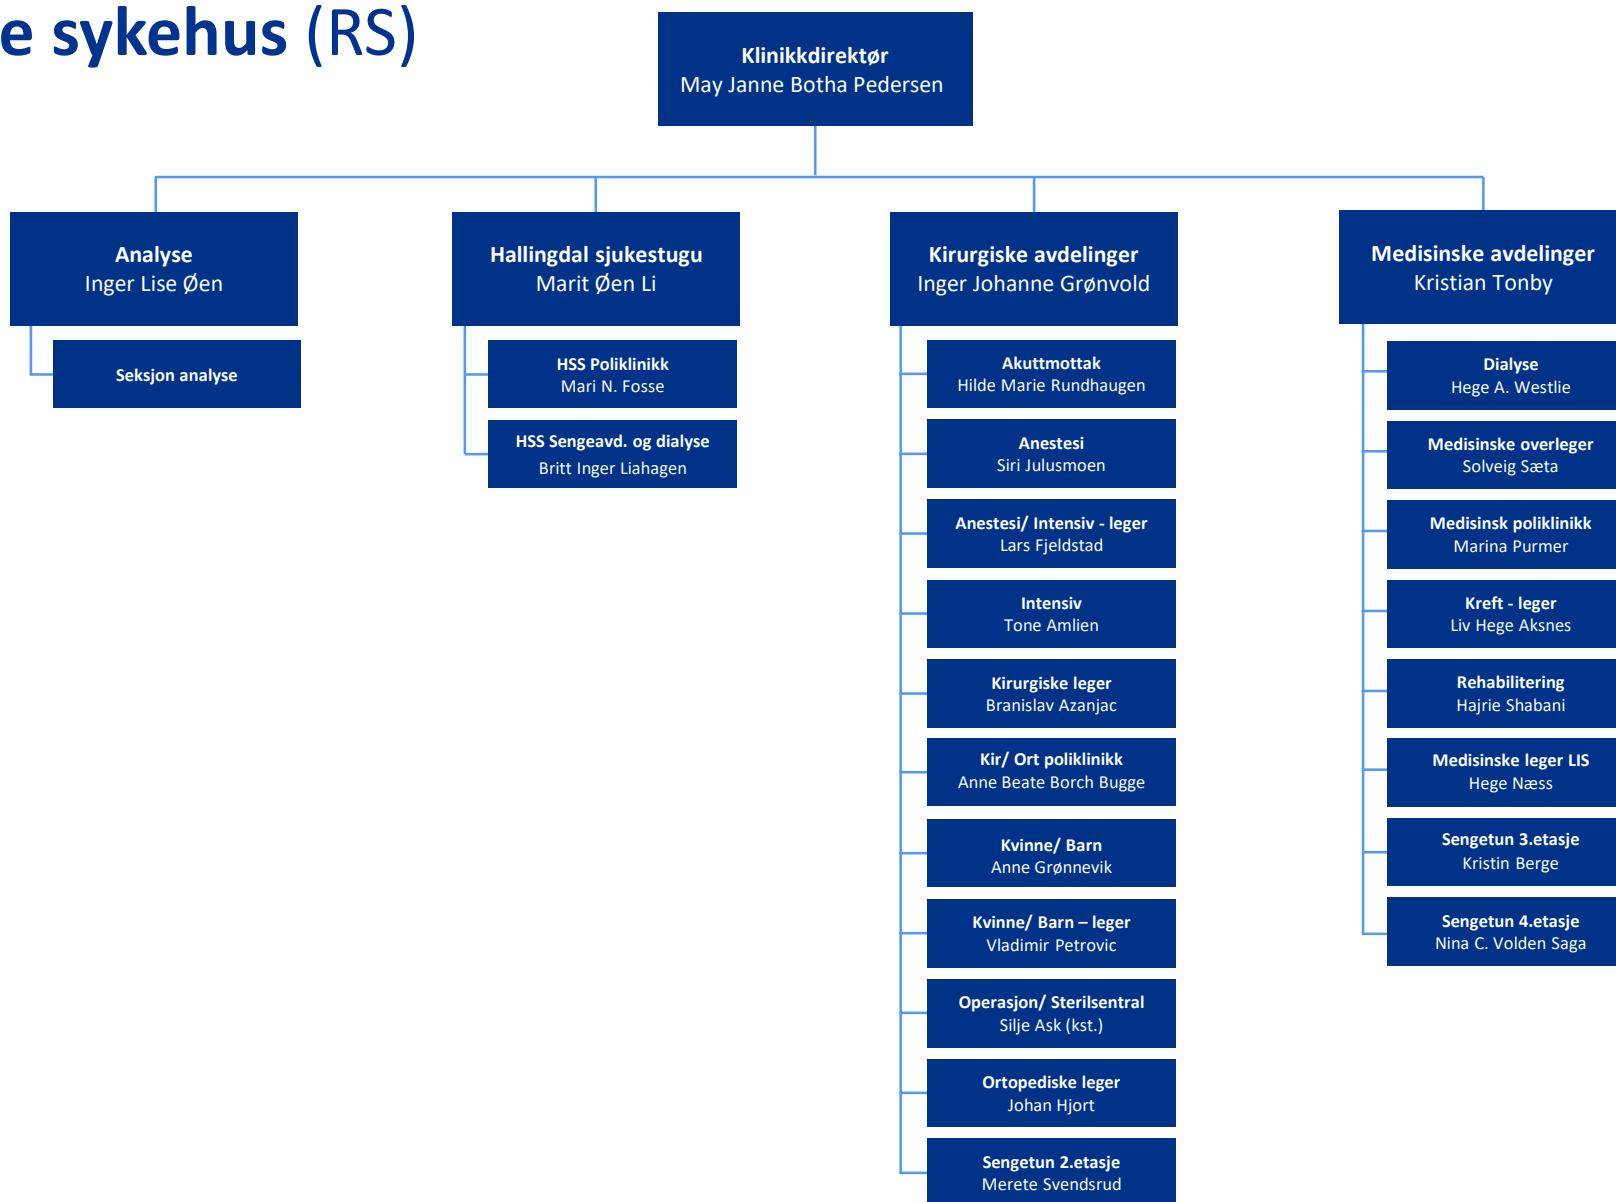 e sykehus (RS)
Klinikkdirektør
May Janne Botha Pedersen
Analyse
Inger Lise Øen
Seksjon analyse
Hallingdal sjukestugu
Marit Øen Li
HSS Poliklinikk
Mari N. Fosse
HSS Sengeavd. og dialyse
Britt Inger Liahagen
Kirurgiske avdelinger
Inger Johanne Grønvold
Akuttmottak
Hilde Marie Rundhaugen
Anestesi
Siri Julusmoen
Anestesi/ Intensiv - leger
Lars Fjeldstad
Intensiv
Tone Amlien
Kirurgiske leger
Branislav Azanjac
Kir/ Ort poliklinikk
Anne Beate Borch Bugge
Kvinne/ Barn
Anne Grønnevik
Kvinne/ Barn – leger
Vladimir Petrovic
Operasjon/ Sterilsentral
Silje Ask (kst.)
Ortopediske leger
Johan Hjort
Sengetun 2.etasje
Merete Svendsrud
Medisinske avdelinger
Kristian Tonby
Dialyse
Hege A. Westlie
Medisinske overleger
Solveig Sæta
Medisinsk poliklinikk
Marina Purmer
Kreft - leger
Liv Hege Aksnes
Rehabilitering
Hajrie Shabani
Medisinske leger LIS
Hege Næss
Sengetun 3.etasje
Kristin Berge
Sengetun 4.etasje
Nina C. Volden Saga